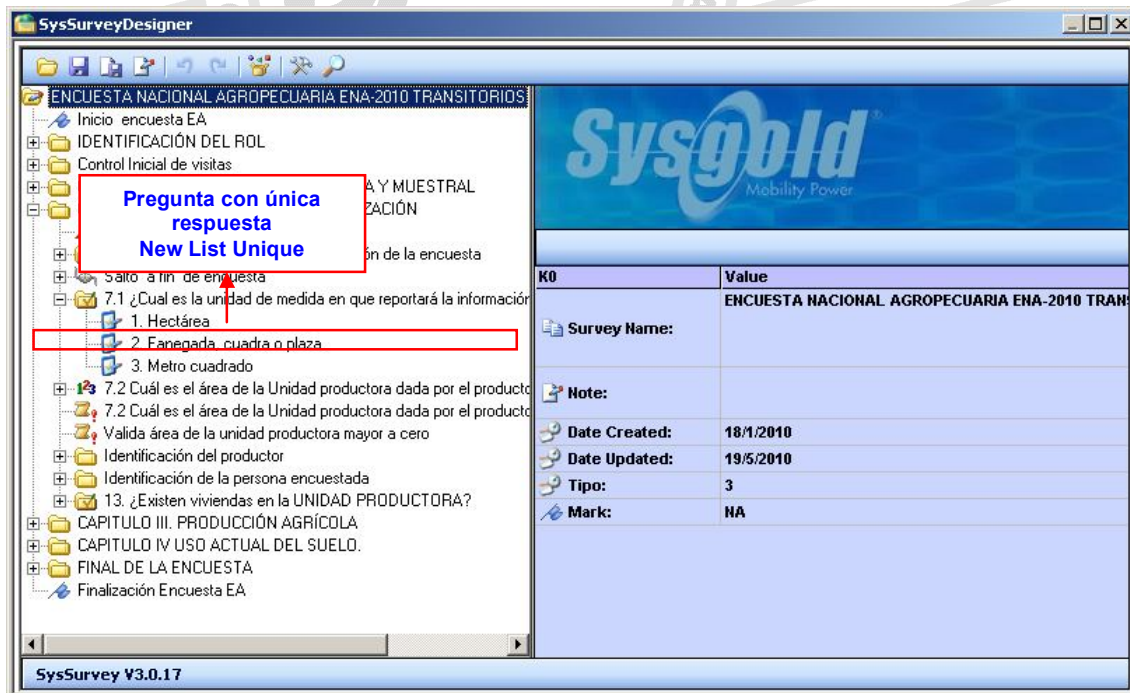 SysSurveyDesigner
ENCUESTA NACIONAL AGROPECUARIA ENA-2010 TRANSITORIOS
Inicio encuesta EA
IDENTIFICACIÓN DEL ROL
Control Inicial de visitas
A Y MUESTRAL
ZACIÓN
Pregunta con única
respuesta
New List Unique
ón de la encuesta
Salto a fin de encuesta
7.1 ¿Cual es la unidad de medida en que reportará la información
1. Hectárea
2. Fanegada, cuadra o plaza
3. Metro cuadrado
7.2 Cuál es el área de la Unidad productora dada por el producto
7.2 Cuál es el área de la Unidad productora dada por el producto
Valida área de la unidad productora mayor a cero
Identificación del productor
Identificación de la persona encuestada
13. ¿Existen viviendas en la UNIDAD PRODUCTORA?
CAPITULO III. PRODUCCIÓN AGRÍCOLA
CAPITULO IV USO ACTUAL DEL SUELO.
FINAL DE LA ENCUESTA
Finalización Encuesta EA
Sysgold®
Mobility Power
K0 Value
Survey Name: ENCUESTA NACIONAL AGROPECUARIA ENA-2010 TRAN
Note:
Date Created: 18/1/2010
Date Updated: 19/5/2010
Tipo: 3
Mark: NA
SysSurvey V3.0.17